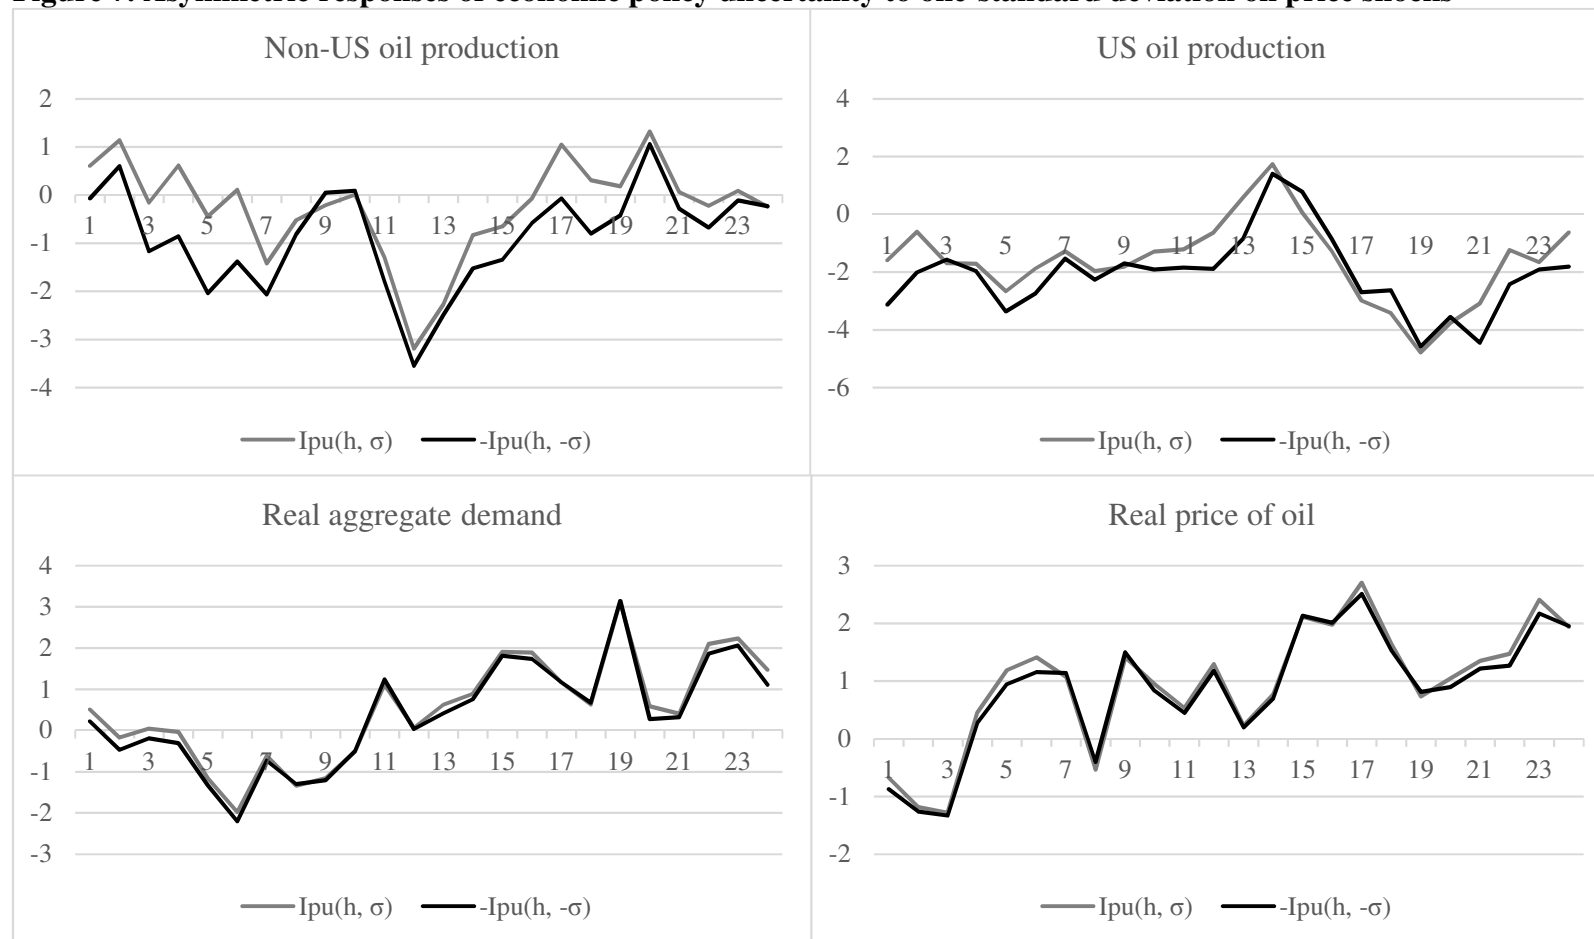 Figure 7. Asymmetric responses of economic policy uncertainty to one-standard deviation oil price shocks
Non-US oil production
2
1
0
-1
-2
-3
-4
1 3 5 7 9 11 13 15 17 19 21 23
Ipu(h, σ) -Ipu(h, -σ)
US oil production
4
2
0
-2
-4
-6
1 3 5 7 9 11 13 15 17 19 21 23
Ipu(h, σ) -Ipu(h, -σ)
Real aggregate demand
4
3
2
1
0
-1
-2
-3
1 3 5 7 9 11 13 15 17 19 21 23
Ipu(h, σ) -Ipu(h, -σ)
Real price of oil
3
2
1
0
-1
-2
1 3 5 7 9 11 13 15 17 19 21 23
Ipu(h, σ) -Ipu(h, -σ)